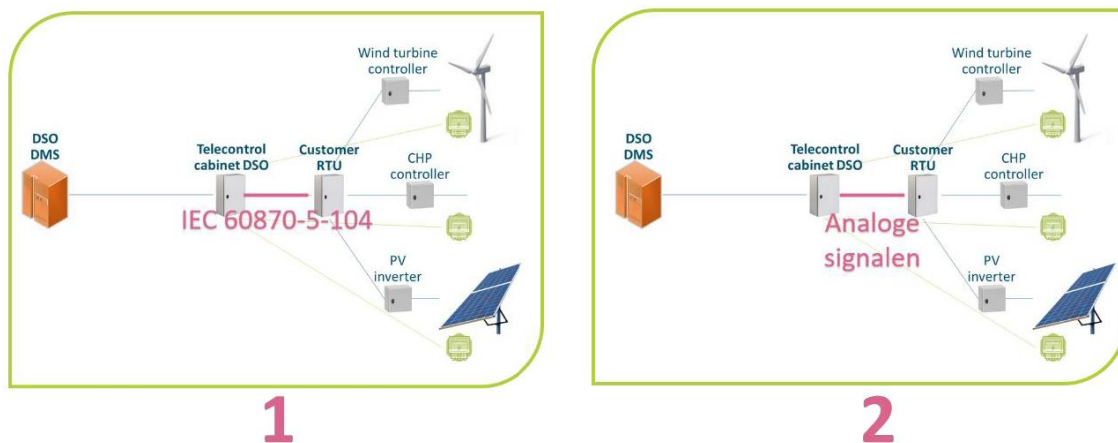 Wind turbine
controller
DSO
DMS
Telecontrol
cabinet DSO
Customer
RTU
CHP
controller
IEC 60870-5-104
PV
inverter
1
Wind turbine
controller
DSO
DMS
Telecontrol
cabinet DSO
Customer
RTU
CHP
controller
Analoge
signalen
PV
inverter
2